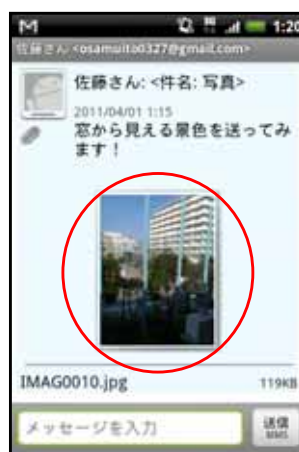 1:20
佐藤さん <osamuito0327@gmail.com>
佐藤さん: <件名: 写真>
2011/04/01 1:15
窓から見える景色を送ってみ
ます！
IMAG0010.jpg
119KB
メッセージを入力
送信
MMS